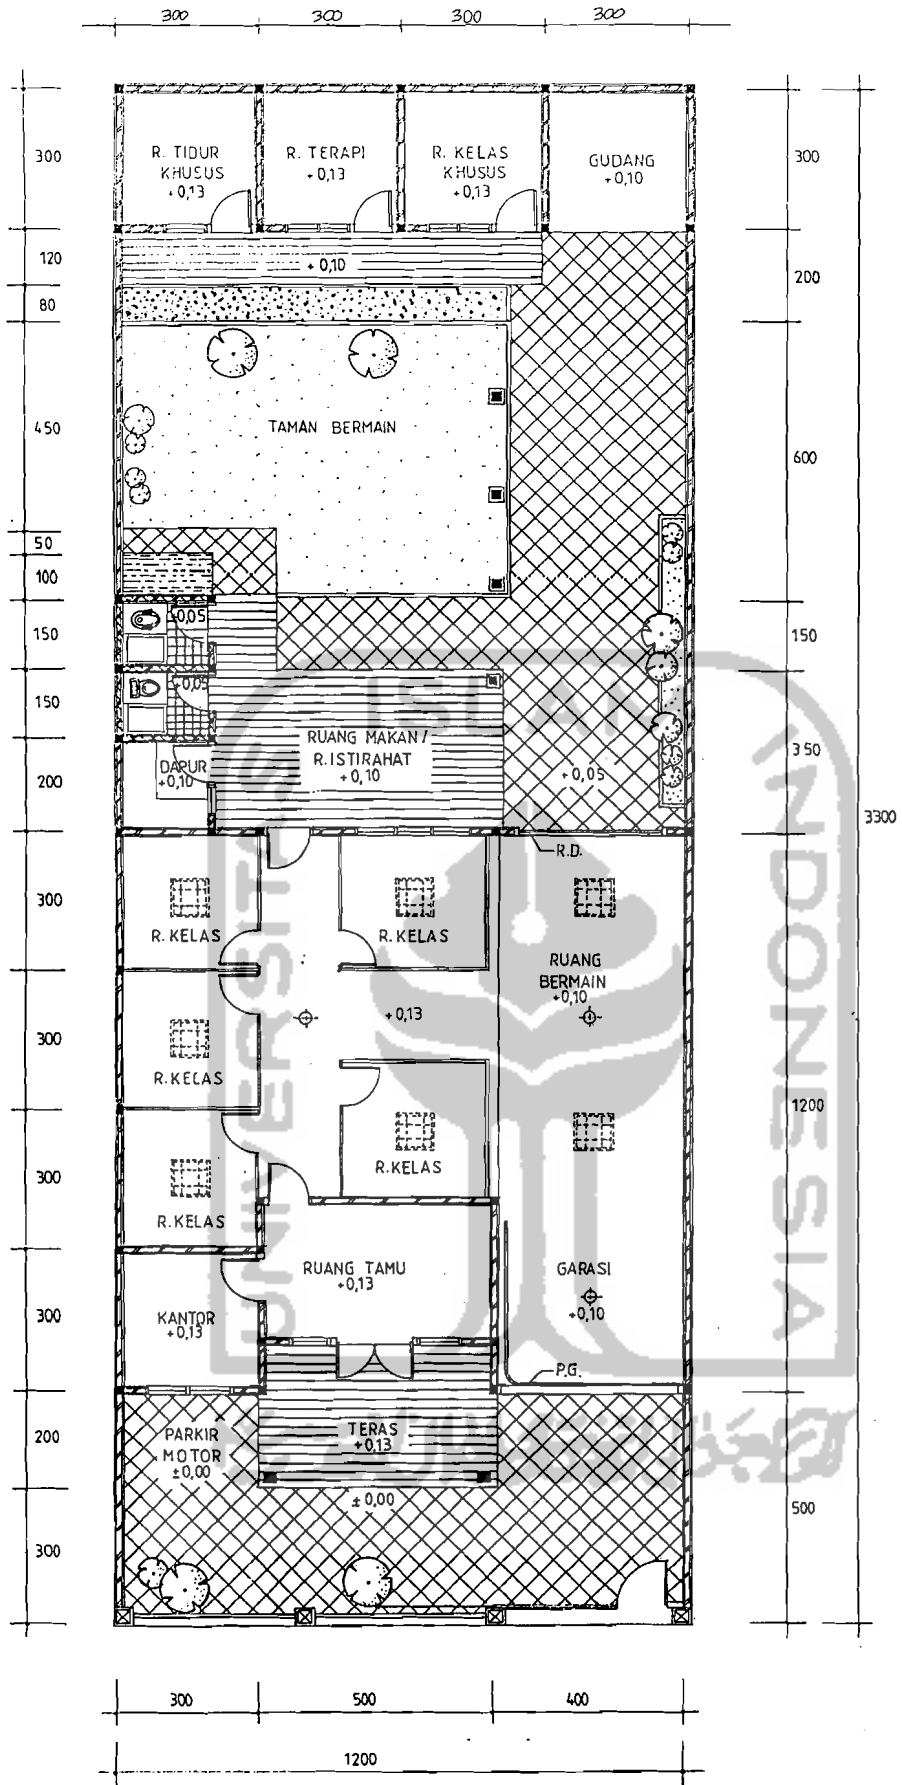 300 300 300 300
R. TIDUR
KHUSUS
+0,13
R. TERAPI
+0,13
R. KELAS
KHUSUS
+0,13
GUDANG
+0,10
300
300
120
+0,10
200
80
TAMAN BERMAIN
450
600
50
100
+0,05
150
150
+0,05
150
RUANG MAKAN /
R. ISTIRAHAT
+0,10
DAPUR
+0,10
+0,05
350
200
3300
R.D.
300
R. KELAS
R. KELAS
RUANG
BERMAIN
+0,10
+0,13
300
R. KELAS
1200
R. KELAS
300
R. KELAS
RUANG TAMU
+0,13
GARASI
+0,10
300
KANTOR
+0,13
P.G.
200
PARKIR
MOTOR
±0,00
TERAS
+0,13
±0,00
500
300
300 500 400
1200
UNIVERSITAS
ISLAM
INDONESIA